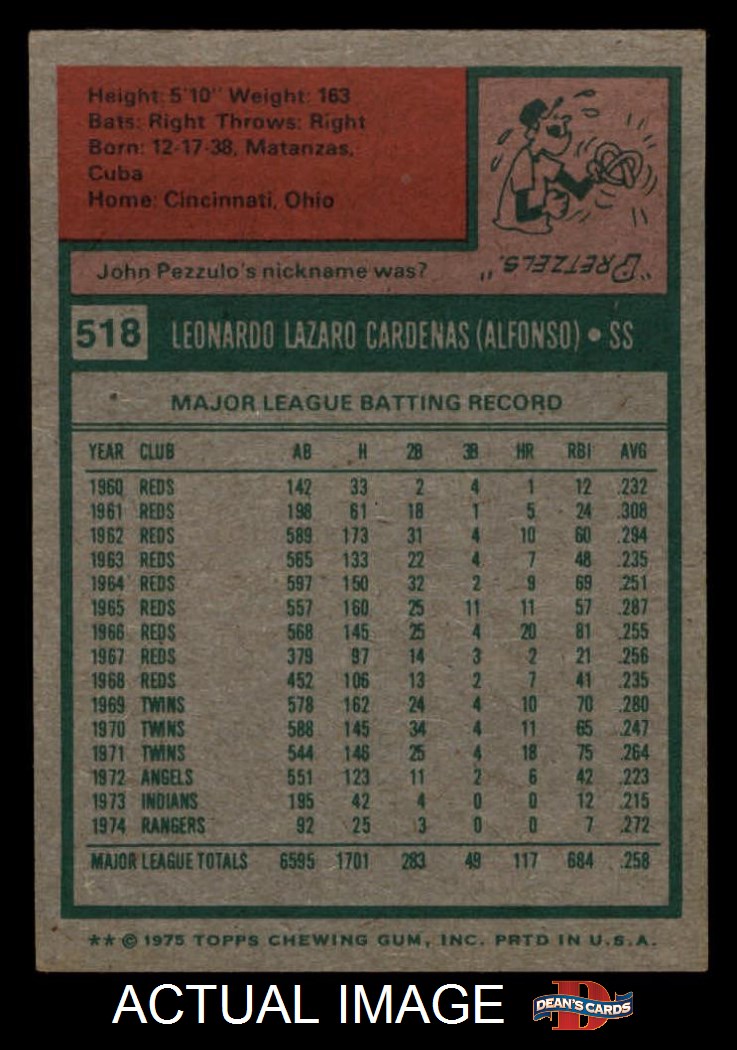 Height: 5'10" Weight: 163
Bats: Right Throws: Right
Born: 12-17-38, Matanzas,
Cuba
Home: Cincinnati, Ohio
"PRETZELS."
John Pezzulo's nickname was?
518 LEONARDO LAZARO CARDENAS (ALFONSO) • SS
MAJOR LEAGUE BATTING RECORD
YEAR CLUB AB H 2B 3B HR RBI AVG
1960 REDS 142 33 2 4 1 12 .232
1961 REDS 198 61 18 1 5 24 .308
1962 REDS 589 173 31 4 10 60 .294
1963 REDS 565 133 22 4 7 48 .235
1964 REDS 597 150 32 2 9 69 .251
1965 REDS 557 160 25 11 11 57 .287
1966 REDS 568 145 25 4 20 81 .255
1967 REDS 379 97 14 3 2 21 .256
1968 REDS 452 106 13 2 7 41 .235
1969 TWINS 578 162 24 4 10 70 .280
1970 TWINS 588 145 34 4 11 65 .247
1971 TWINS 544 146 25 4 18 75 .264
1972 ANGELS 551 123 11 2 6 42 .223
1973 INDIANS 195 42 4 0 0 12 .215
1974 RANGERS 92 25 3 0 0 7 .272
MAJOR LEAGUE TOTALS 6595 1701 283 49 117 684 .258
** © 1975 TOPPS CHEWING GUM, INC. PRTD IN U.S.A.
ACTUAL IMAGE D DEAN'S CARDS